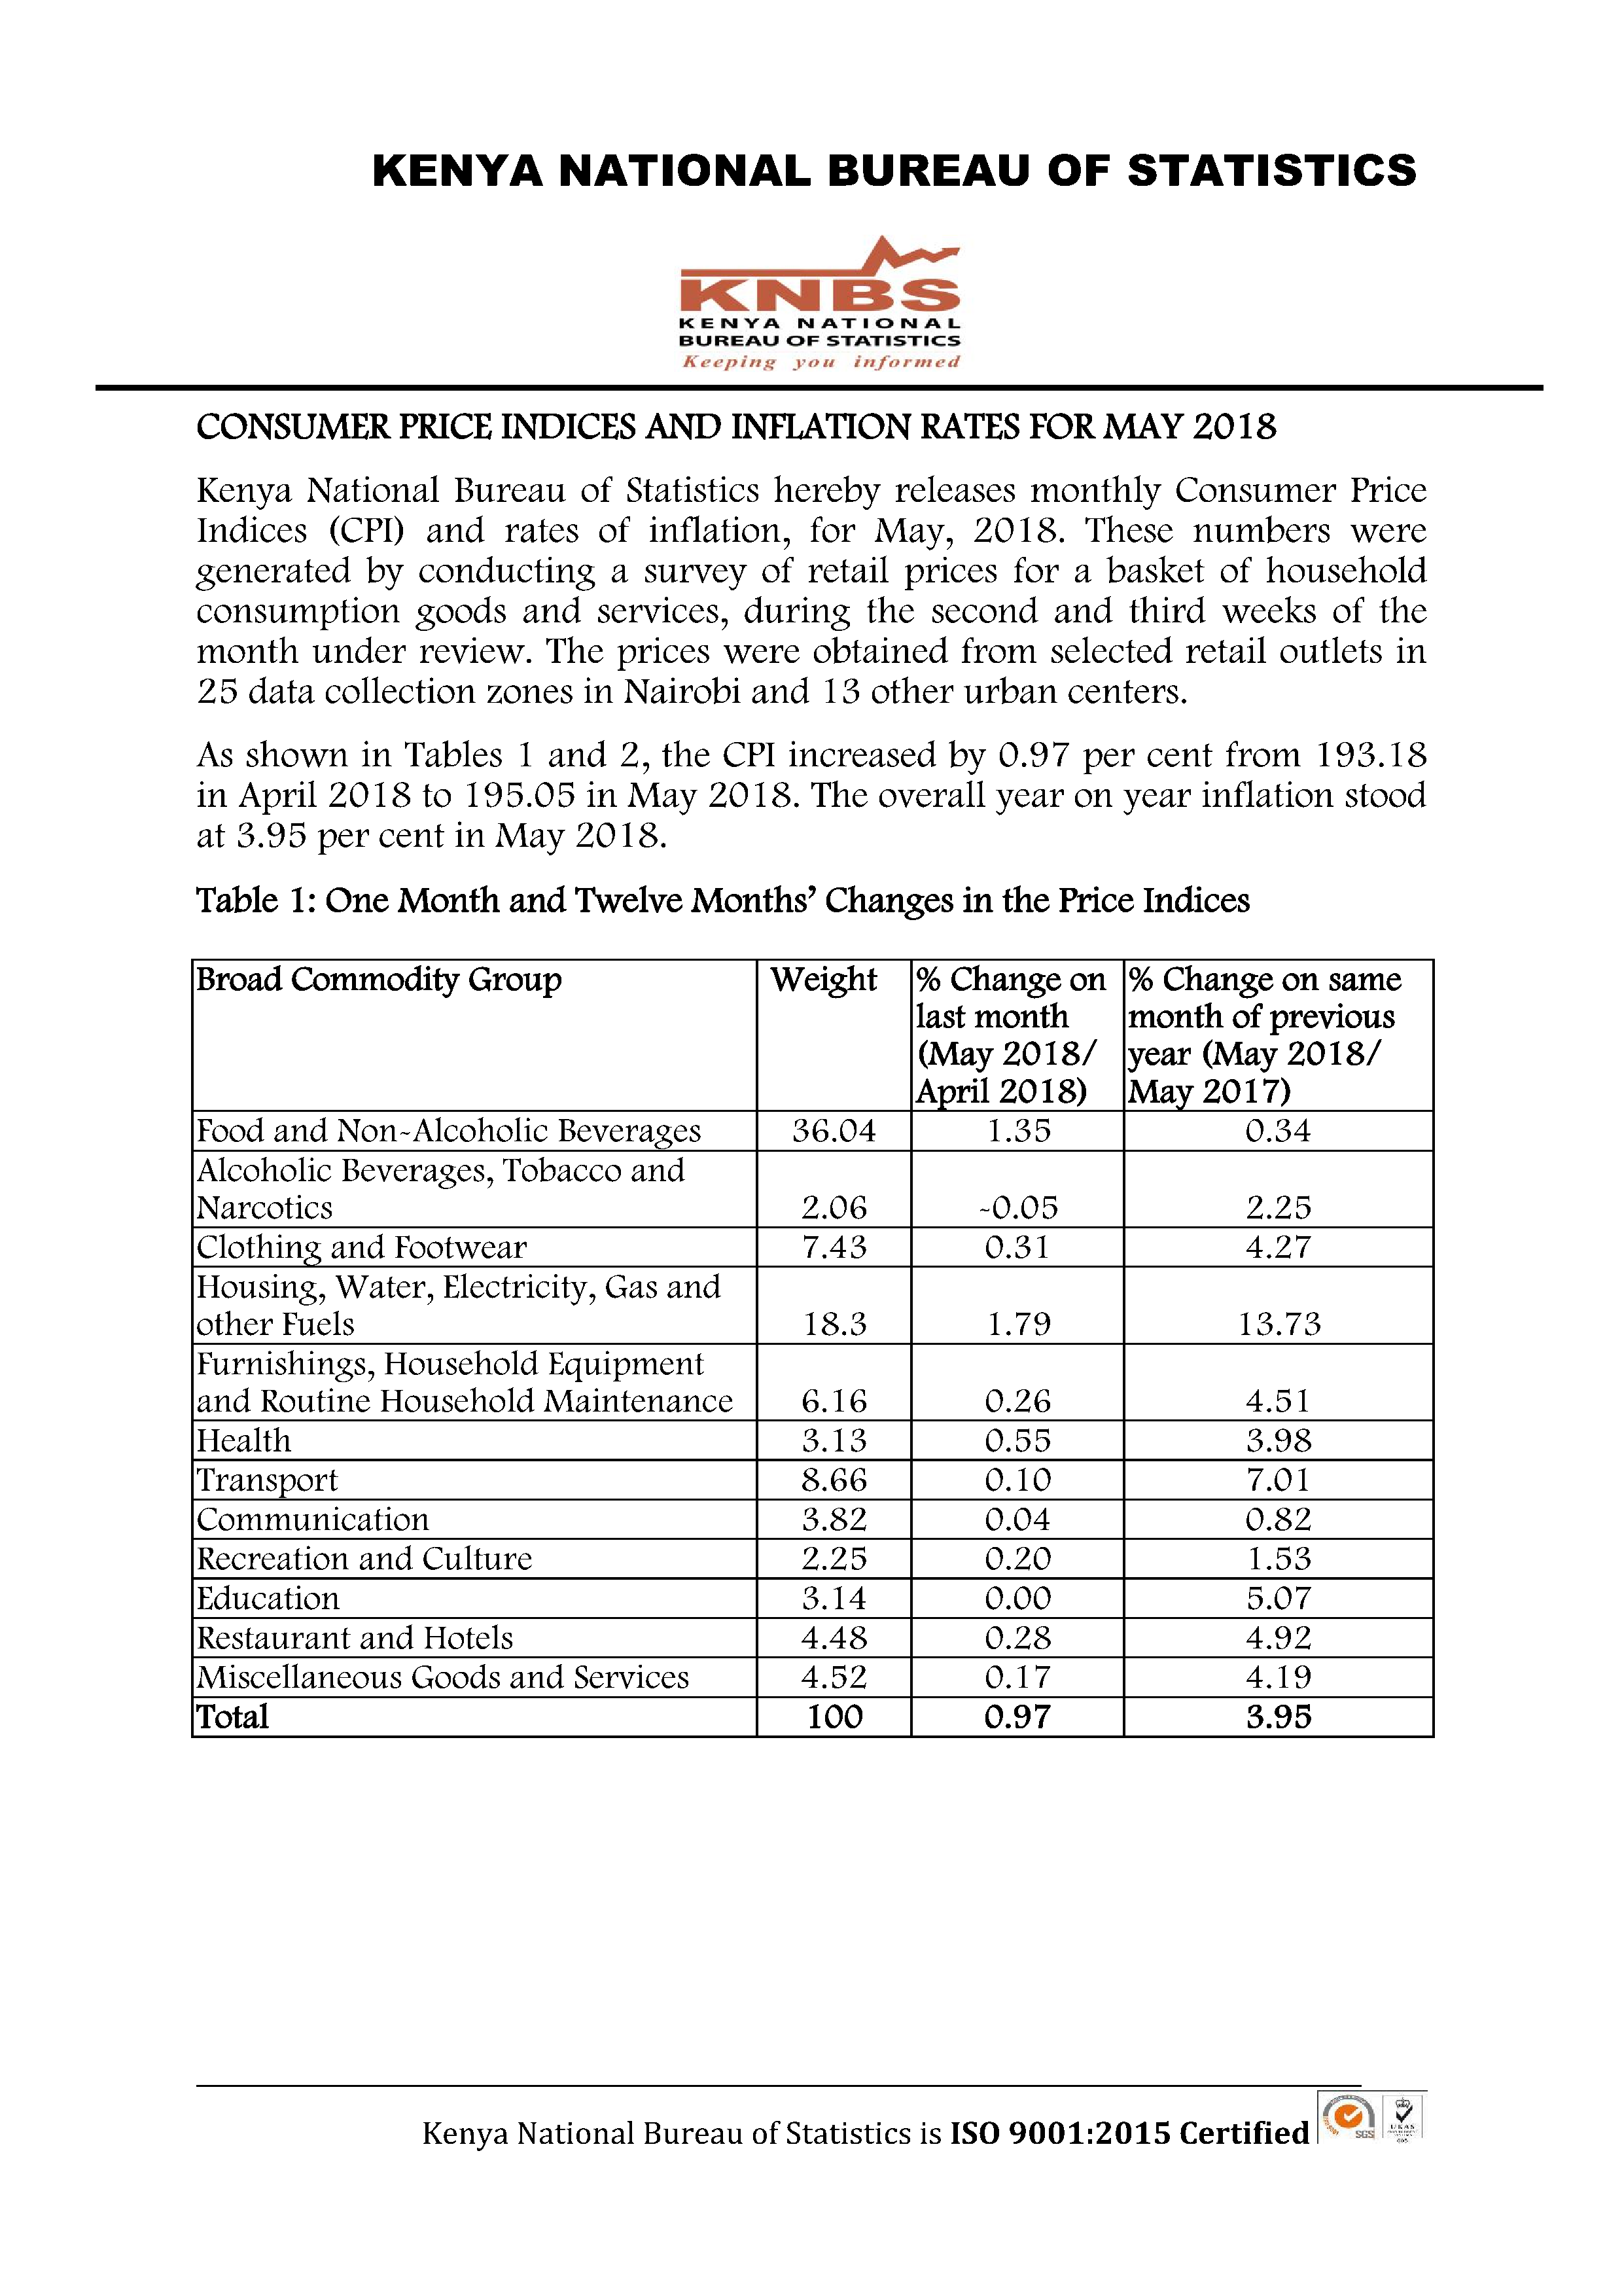 KENYA NATIONAL BUREAU OF STATISTICS
KNBS
KENYA NATIONAL
BUREAU OF STATISTICS
Keeping you informed
CONSUMER PRICE INDICES AND INFLATION RATES FOR MAY 2018
Kenya National Bureau of Statistics hereby releases monthly Consumer Price
Indices (CPI) and rates of inflation, for May, 2018. These numbers were
generated by conducting a survey of retail prices for a basket of household
consumption goods and services, during the second and third weeks of the
month under review. The prices were obtained from selected retail outlets in
25 data collection zones in Nairobi and 13 other urban centers.
As shown in Tables 1 and 2, the CPI increased by 0.97 per cent from 193.18
in April 2018 to 195.05 in May 2018. The overall year on year inflation stood
at 3.95 per cent in May 2018.
Table 1: One Month and Twelve Months’ Changes in the Price Indices
Broad Commodity Group Weight % Change on % Change on same
last month month of previous
(May 2018/ year (May 2018/
April 2018) May 2017)
Food and Non-Alcoholic Beverages 36.04 1.35 0.34
Alcoholic Beverages, Tobacco and
Narcotics 2.06 -0.05 2.25
Clothing and Footwear 7.43 0.31 4.27
Housing, Water, Electricity, Gas and
other Fuels 18.3 1.79 13.73
Furnishings, Household Equipment
and Routine Household Maintenance 6.16 0.26 4.51
Health 3.13 0.55 3.98
Transport 8.66 0.10 7.01
Communication 3.82 0.04 0.82
Recreation and Culture 2.25 0.20 1.53
Education 3.14 0.00 5.07
Restaurant and Hotels 4.48 0.28 4.92
Miscellaneous Goods and Services 4.52 0.17 4.19
Total 100 0.97 3.95
Kenya National Bureau of Statistics is ISO 9001:2015 Certified
SGS
UKAS